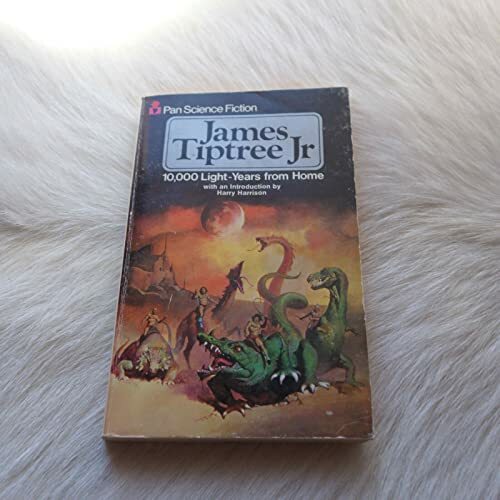 Pan Science Fiction
James
Tiptree Jr
10,000 Light-Years from Home
with an Introduction by
Harry Harrison